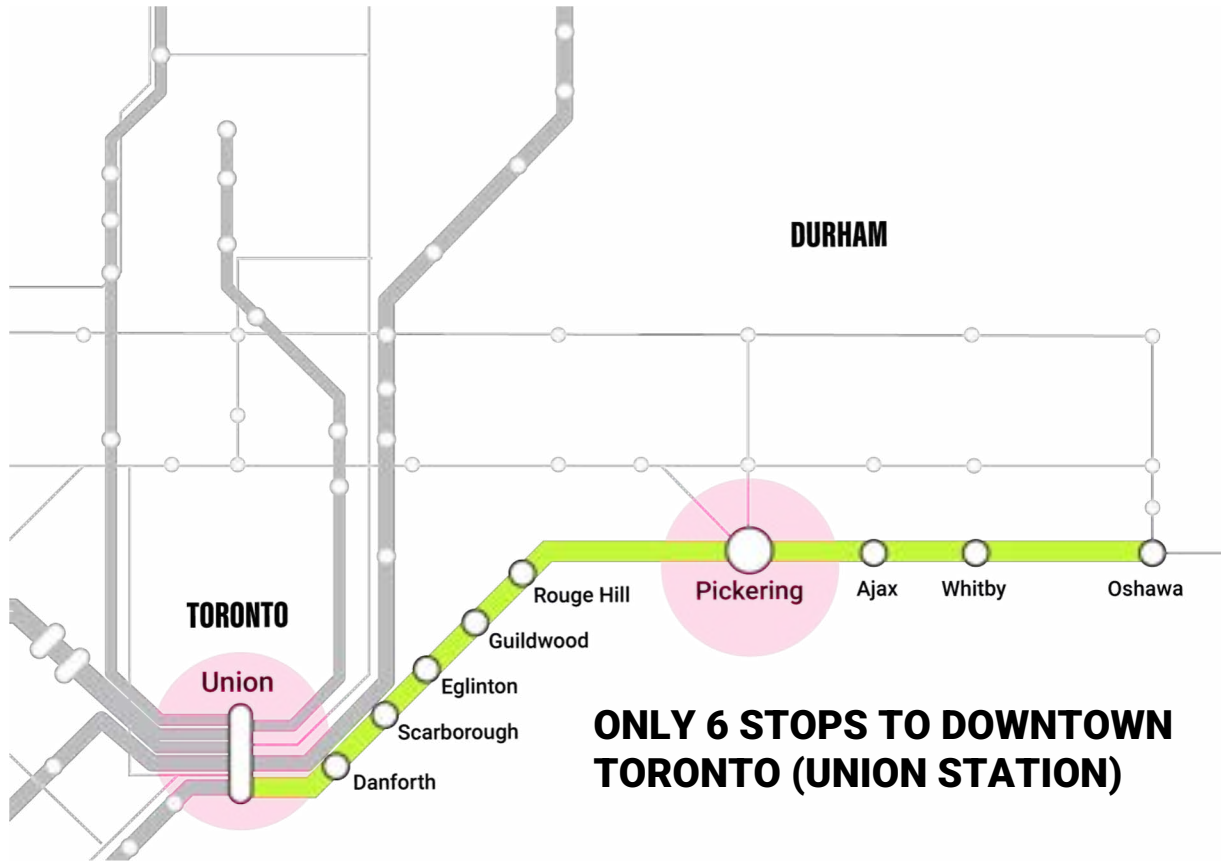 DURHAM
Pickering
Ajax
Whitby
Oshawa
Rouge Hill
Guildwood
Eglinton
Scarborough
Danforth
TORONTO
Union
ONLY 6 STOPS TO DOWNTOWN
TORONTO (UNION STATION)